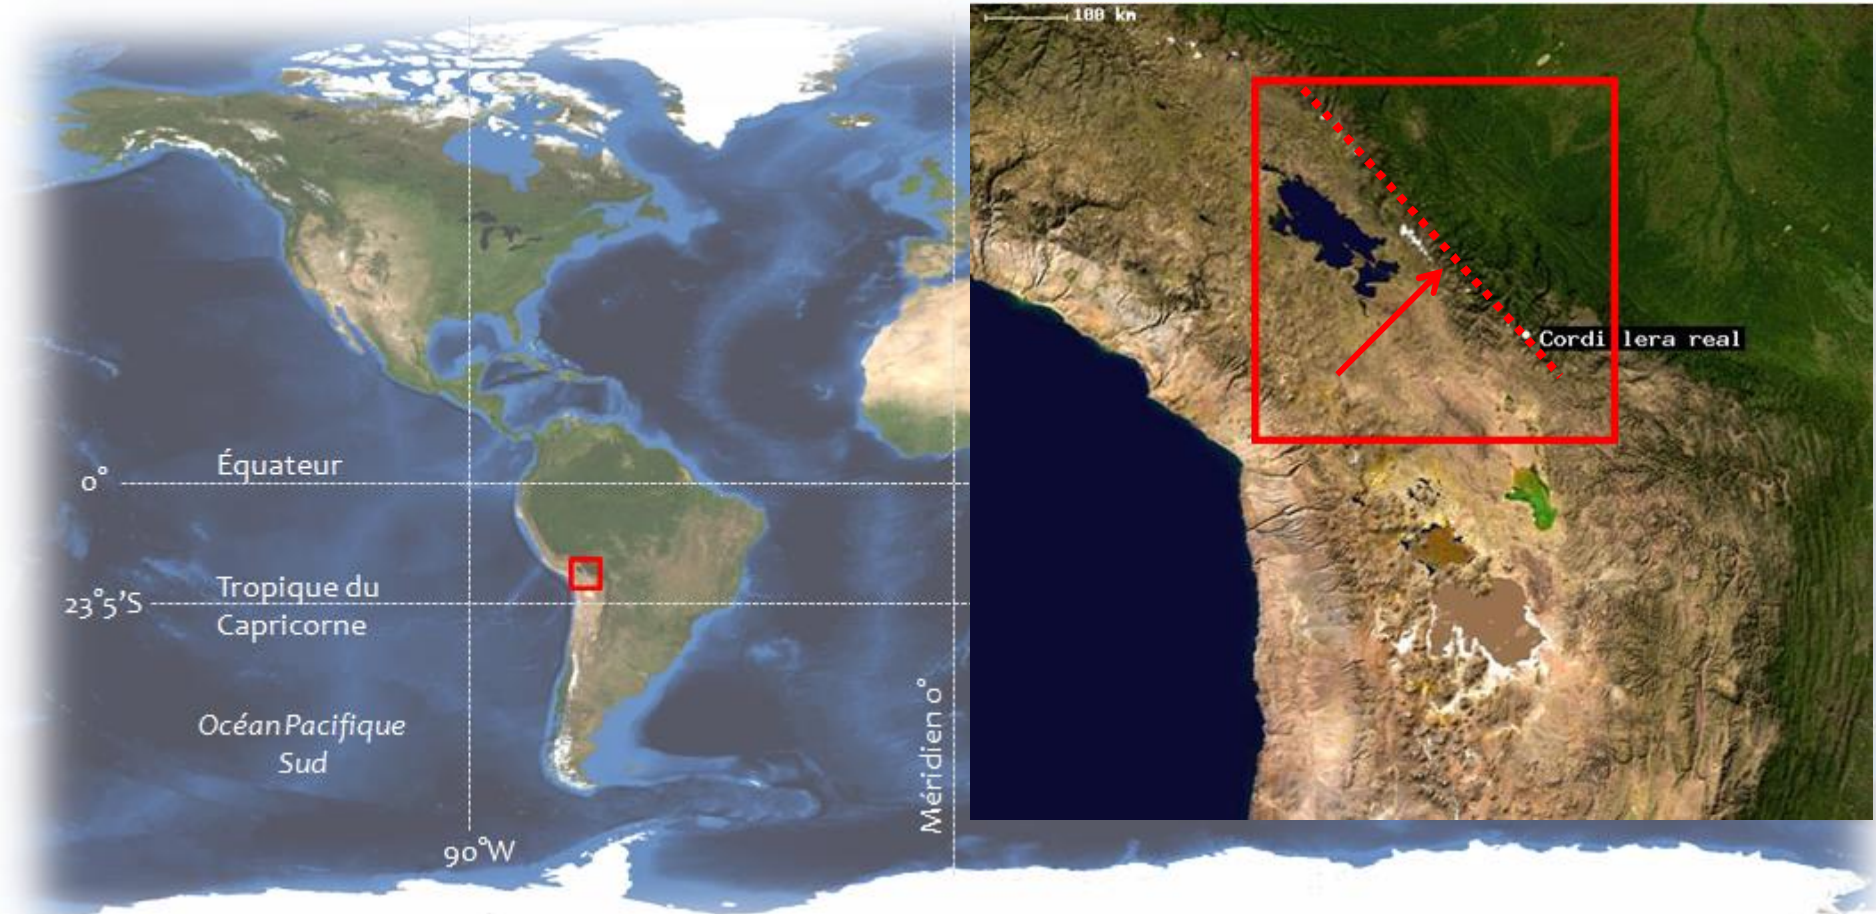 100 km
Cordi lera real
Équateur
0°
Tropique du
Capricorne
23°5'S
Océan Pacifique
Sud
Méridien 0°
90°W